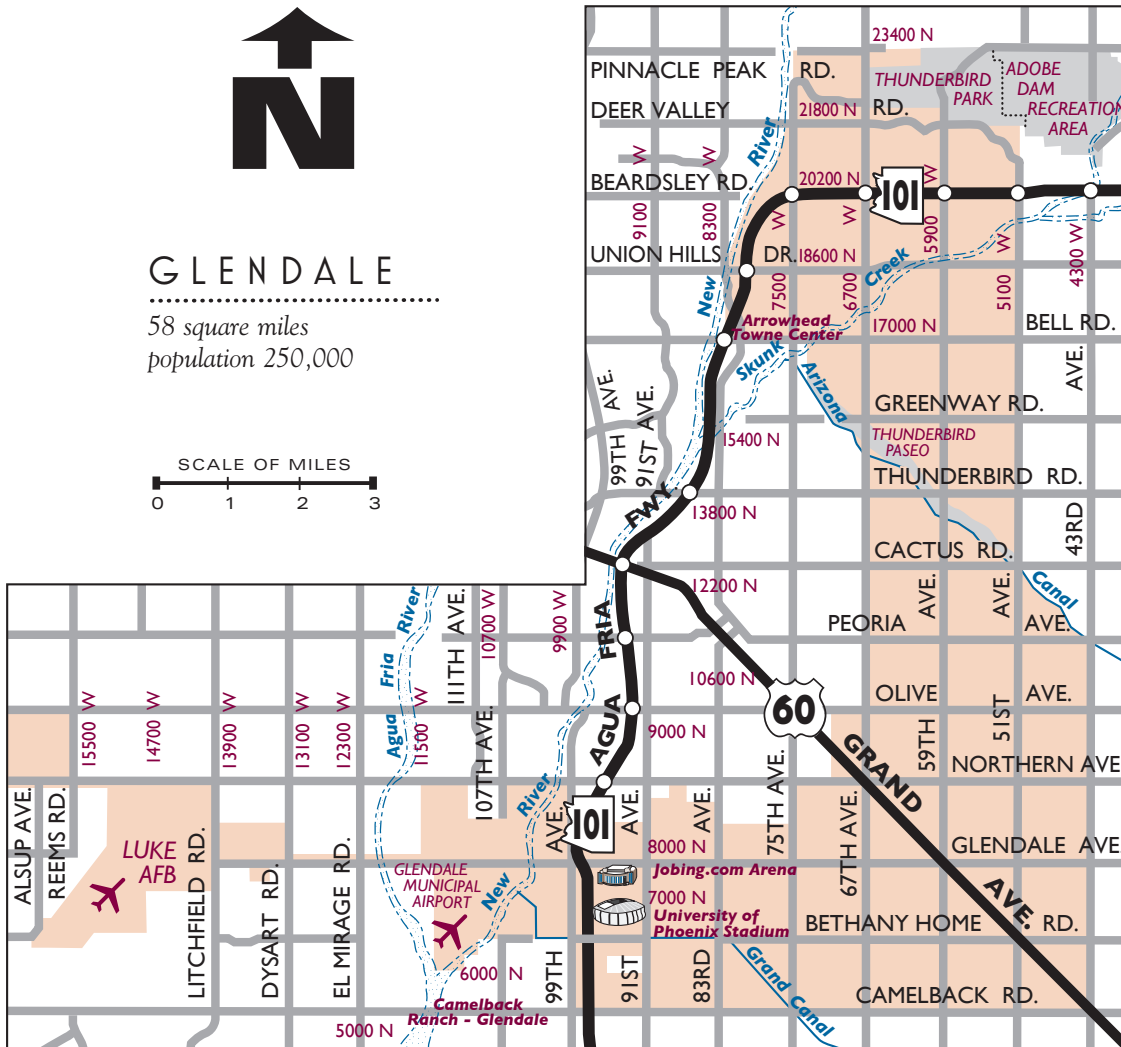 N
GLENDALE
58 square miles
population 250,000
SCALE OF MILES
0 1 2 3
23400 N
PINNACLE PEAK RD.
THUNDERBIRD
PARK
ADOBE
DAM
RECREATION
AREA
DEER VALLEY RD.
21800 N
River
9100 W
8300 W
BEARDSLEY RD.
20200 N
101
5900 W
UNION HILLS DR.
18600 N
Creek
New
7500 W
6700 W
5100 W
4300 W
17000 N
BELL RD.
Arrowhead
Towne Center
Skunk
Arizona
AVE.
99TH AVE.
91ST AVE.
GREENWAY RD.
15400 N
THUNDERBIRD
PASEO
THUNDERBIRD RD.
FWY
13800 N
43RD
CACTUS RD.
12200 N
Canal
AVE.
AVE.
River
111TH AVE.
10700 W
9900 W
FRIA
PEORIA AVE.
Fria
10600 N
OLIVE AVE.
60
15500 W
14700 W
13900 W
13100 W
12300 W
11500 W
Agua
107TH AVE.
AGUA
9000 N
59TH
51ST
GRAND
NORTHERN AVE
75TH AVE.
River
ALSUP AVE.
REEMS RD.
LITCHFIELD RD.
LUKE
AFB
DYSART RD.
EL MIRAGE RD.
AVE.
101
AVE.
AVE.
67TH AVE.
8000 N
GLENDALE AVE.
GLENDALE
MUNICIPAL
AIRPORT
New
Jobing.com Arena
7000 N
University of
Phoenix Stadium
AVE.
BETHANY HOME RD.
6000 N
99TH
91ST
83RD
Grand Canal
CAMELBACK RD.
Camelback
Ranch - Glendale
5000 N